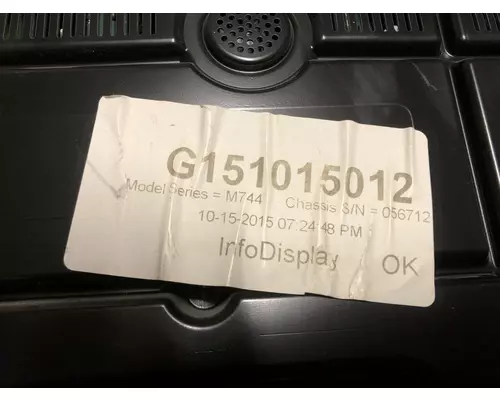 G151015012
Model Series = M744 Chassis S/N = 056712
10-15-2015 07:24:48 PM
InfoDisplay OK